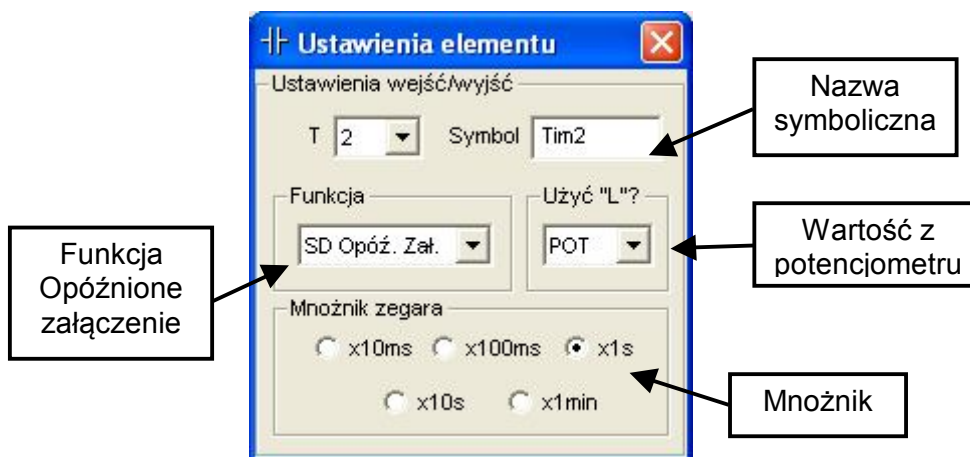 Ustawienia elementu
Ustawienia wejść/wyjść
T 2 Symbol Tim2
Nazwa
symboliczna
Funkcja
Użyć "L"?
SD Opóź. Zał.
POT
Wartość z
potencjometru
Funkcja
Opóźnione
załączenie
Mnożnik zegara
x10ms x100ms x1s
x10s x1min
Mnożnik